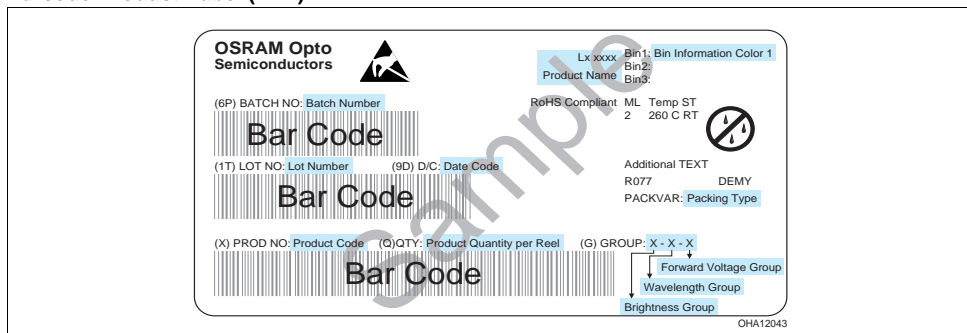 OSRAM Opto
Semiconductors
Lx xxxx
Product Name
Bin1: Bin Information Color 1
Bin2:
Bin3:
(6P) BATCH NO: Batch Number
Bar Code
RoHS Compliant
ML Temp ST
2 260 C RT
(1T) LOT NO: Lot Number (9D) D/C: Date Code
Bar Code
Additional TEXT
R077 DEMY
PACKVAR: Packing Type
(X) PROD NO: Product Code (Q)QTY: Product Quantity per Reel (G) GROUP: X - X - X
Bar Code
Forward Voltage Group
Wavelength Group
Brightness Group
Sample
OHA12043